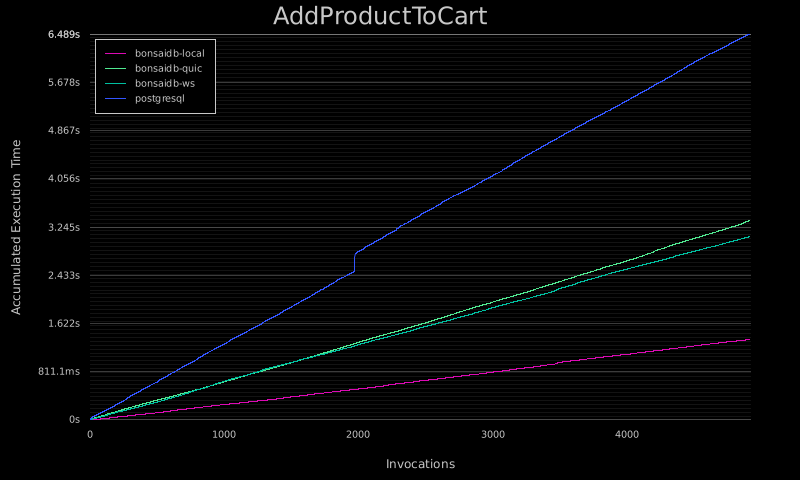 AddProductToCart
6.489s
bonsaidb-local
bonsaidb-quic
bonsaidb-ws
postgresql
5.678s
4.867s
4.056s
3.245s
2.433s
1.622s
811.1ms
0s
Accumulated Execution Time
0 1000 2000 3000 4000
Invocations